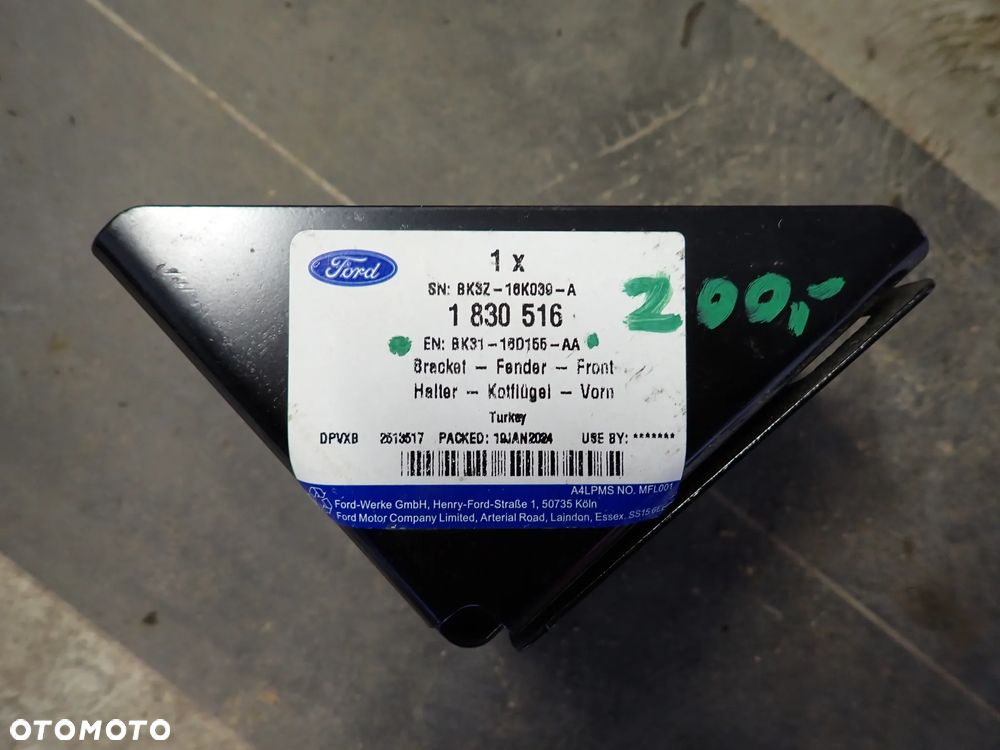 Ford
1 x
SN: BK3Z-16K039-A
1 830 516
200,-
EN: BK31-16D155-AA
Bracket - Fender - Front
Halter - Kotflügel - Vorn
Turkey
DPVXB 2513517 PACKED: 19JAN2024 USE BY: *******
A4LPMS NO. MFL001
Ford-Werke GmbH, Henry-Ford-Straße 1, 50735 Köln
Ford Motor Company Limited, Arterial Road, Laindon, Essex.
OTOMOTO